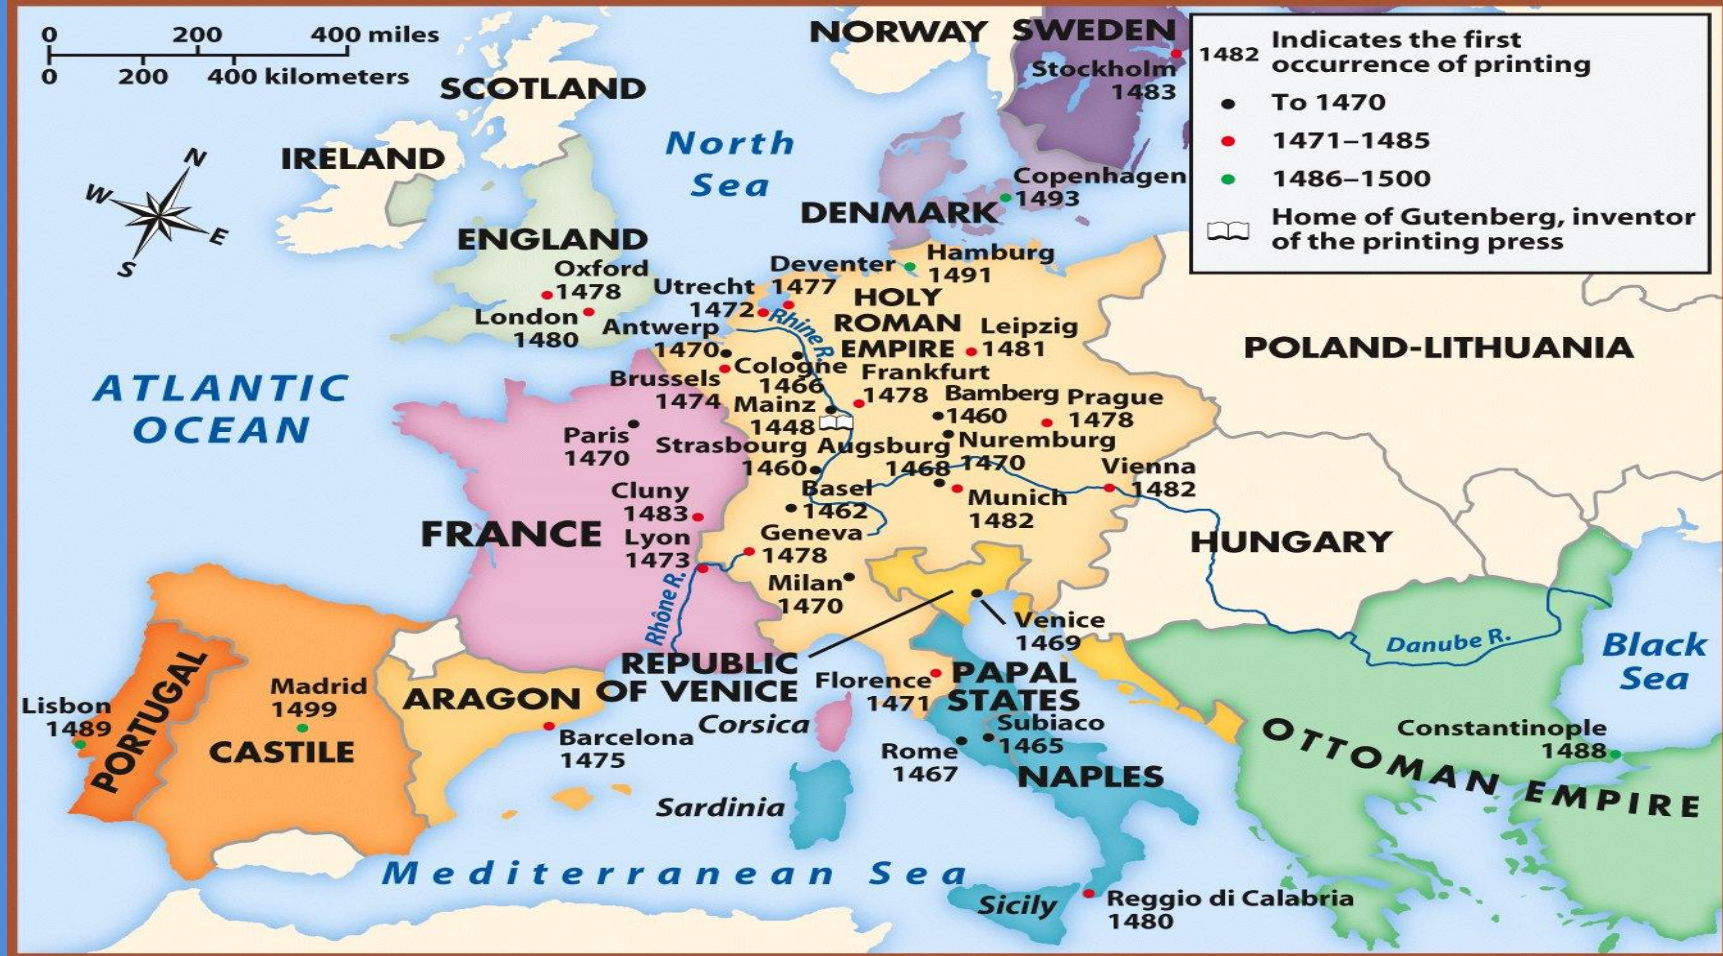 0 200 400 miles
0 200 400 kilometers
N
W
E
S
1482 Indicates the first
occurrence of printing
To 1470
1471–1485
1486–1500
Home of Gutenberg, inventor
of the printing press
NORWAY
SWEDEN
Stockholm
1483
SCOTLAND
IRELAND
North
Sea
Copenhagen
1493
DENMARK
ENGLAND
Oxford
1478
London
1480
Hamburg
1491
Deventer
1477
Utrecht
1472
HOLY
ROMAN
EMPIRE
Rhine R.
Antwerp
1470
Leipzig
1481
POLAND-LITHUANIA
Cologne
1466
Brussels
1474
Frankfurt
1478
ATLANTIC
OCEAN
Mainz
1448
Bamberg
1460
Prague
1478
Paris
1470
Strasbourg
1460
Augsburg
1468
Nuremburg
1470
Vienna
1482
Basel
1462
Munich
1482
Cluny
1483
FRANCE
Lyon
1473
Geneva
1478
HUNGARY
Milan
1470
Rhône R.
Venice
1469
Danube R.
Black
Sea
REPUBLIC
OF VENICE
PORTUGAL
Lisbon
1489
Madrid
1499
CASTILE
ARAGON
Barcelona
1475
Corsica
Florence
1471
PAPAL
STATES
Subiaco
1465
Rome
1467
NAPLES
Sardinia
Constantinople
1488
OTTOMAN EMPIRE
Mediterranean Sea
Sicily
Reggio di Calabria
1480